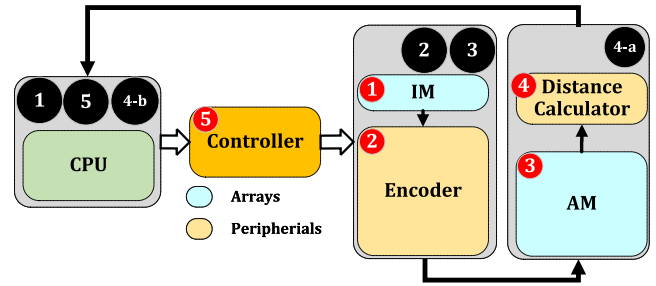 1
5
4-b
CPU
5
Controller
Arrays
Peripherials
2
3
1
IM
2
Encoder
4-a
4
Distance
Calculator
3
AM